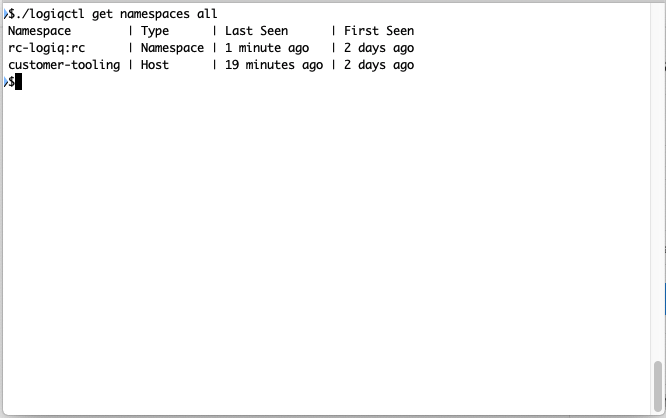 $./logiqctl get namespaces all
Namespace        | Type      | Last Seen      | First Seen
rc-logiq:rc      | Namespace | 1 minute ago   | 2 days ago
customer-tooling | Host      | 19 minutes ago | 2 days ago
$